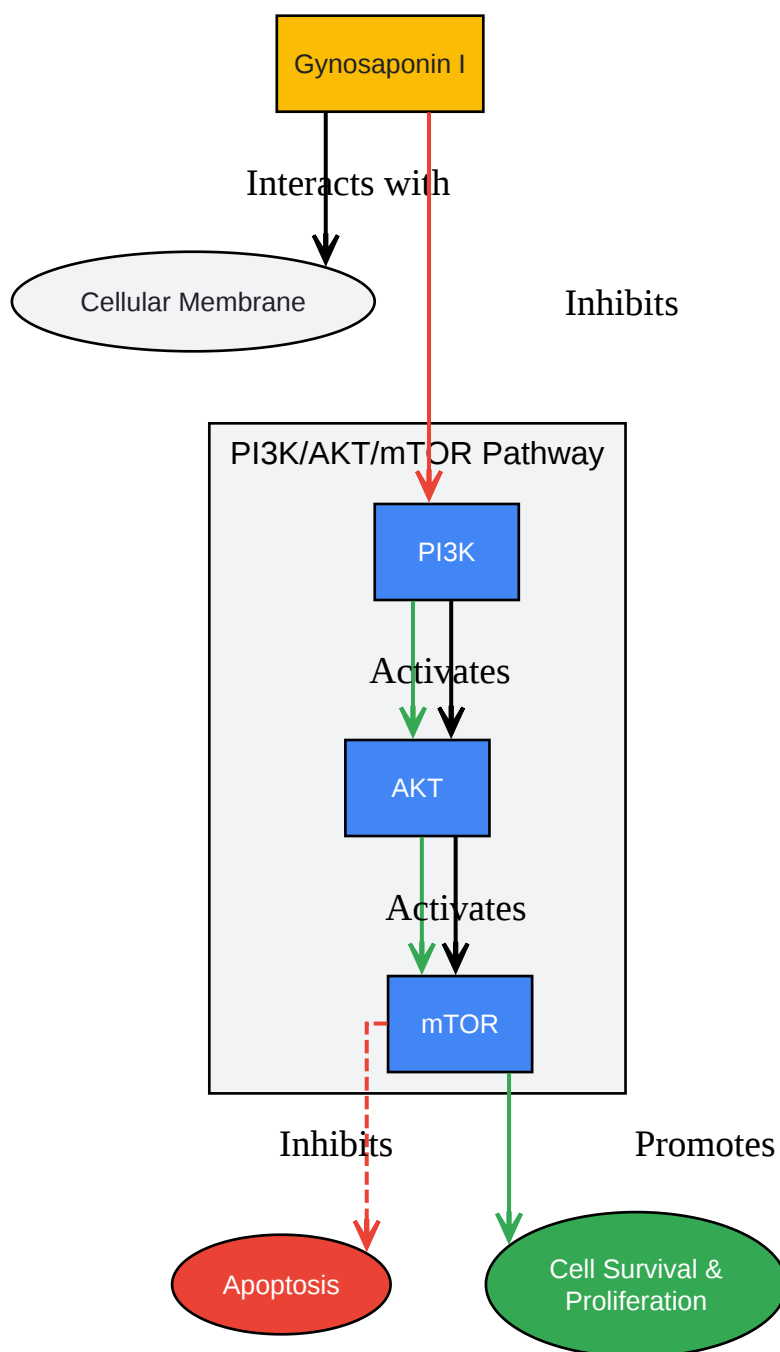 Gynosaponin I
Interacts with
Cellular Membrane
Inhibits
PI3K/AKT/mTOR Pathway
PI3K
Activates
AKT
Activates
mTOR
Inhibits
Promotes
Apoptosis
Cell Survival &
Proliferation